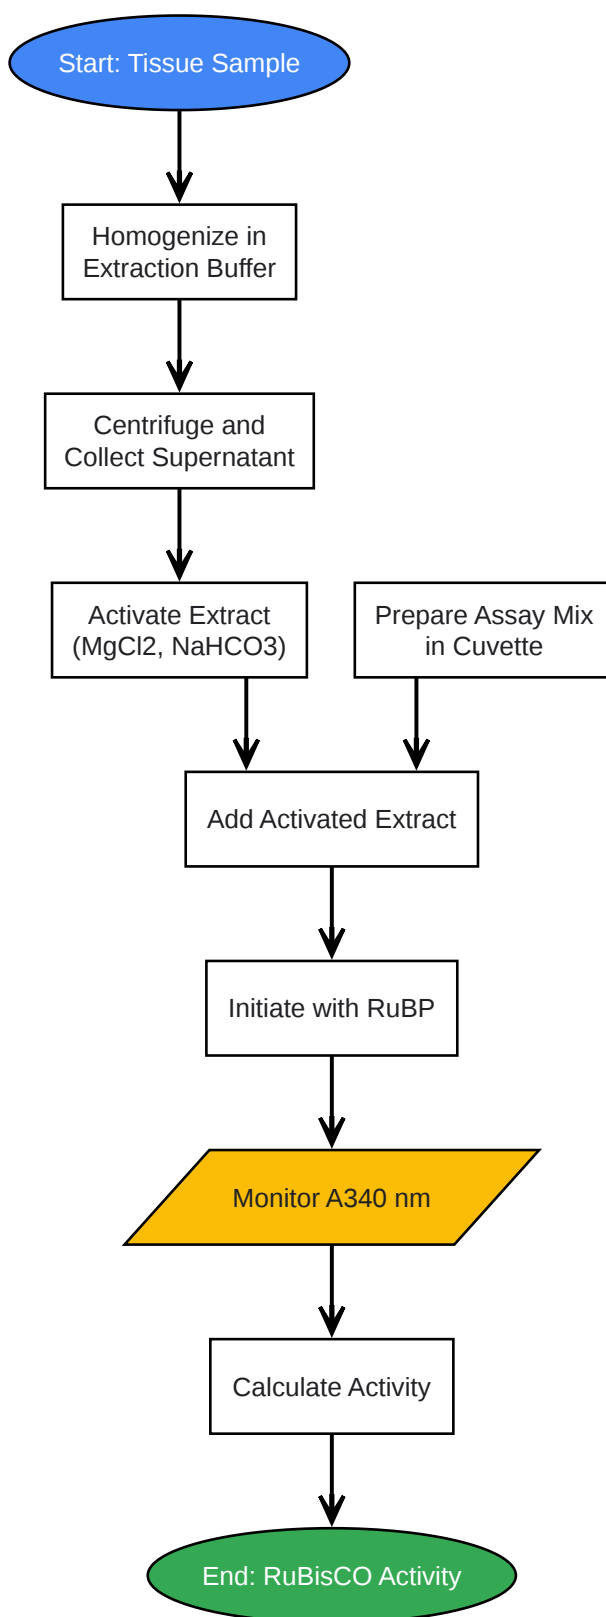 Start: Tissue Sample
Homogenize in
Extraction Buffer
Centrifuge and
Collect Supernatant
Activate Extract
(MgCl2, NaHCO3)
Prepare Assay Mix
in Cuvette
Add Activated Extract
Initiate with RuBP
Monitor A340 nm
Calculate Activity
End: RuBisCO Activity